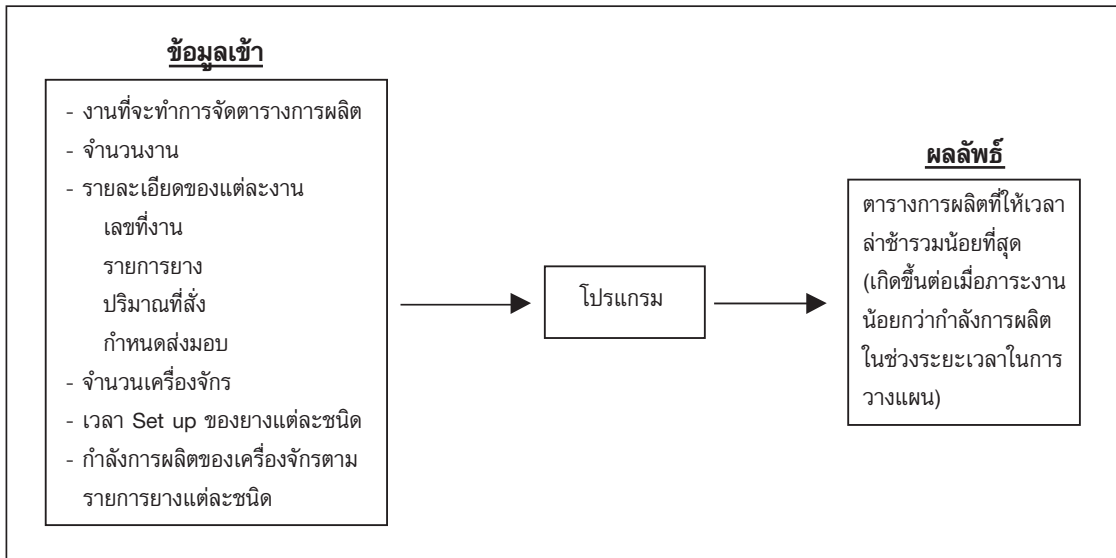 ข้อมูลเข้า
- งานที่จะทำการจัดตารางการผลิต
- จำนวนงาน
- รายละเอียดของแต่ละงาน
เลขที่งาน
รายการยาง
ปริมาณที่สั่ง
กำหนดส่งมอบ
- จำนวนเครื่องจักร
- เวลา Set up ของยางแต่ละชนิด
- กำลังการผลิตของเครื่องจักรตาม
รายการยางแต่ละชนิด
โปรแกรม
ผลลัพธ์
ตารางการผลิตที่ให้เวลา
ล่าช้ารวมน้อยที่สุด
(เกิดขึ้นต่อเมื่อภาระงาน
น้อยกว่ากำลังการผลิต
ในช่วงระยะเวลาในการ
วางแผน)